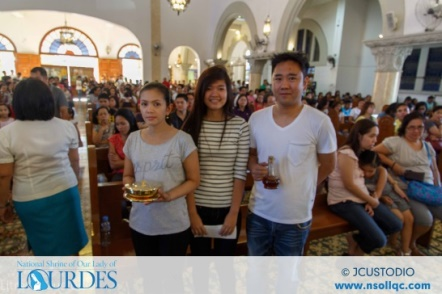 National Shrine of Our Lady of
LOURDES
© JCUSTODIO
www.nsollqc.com